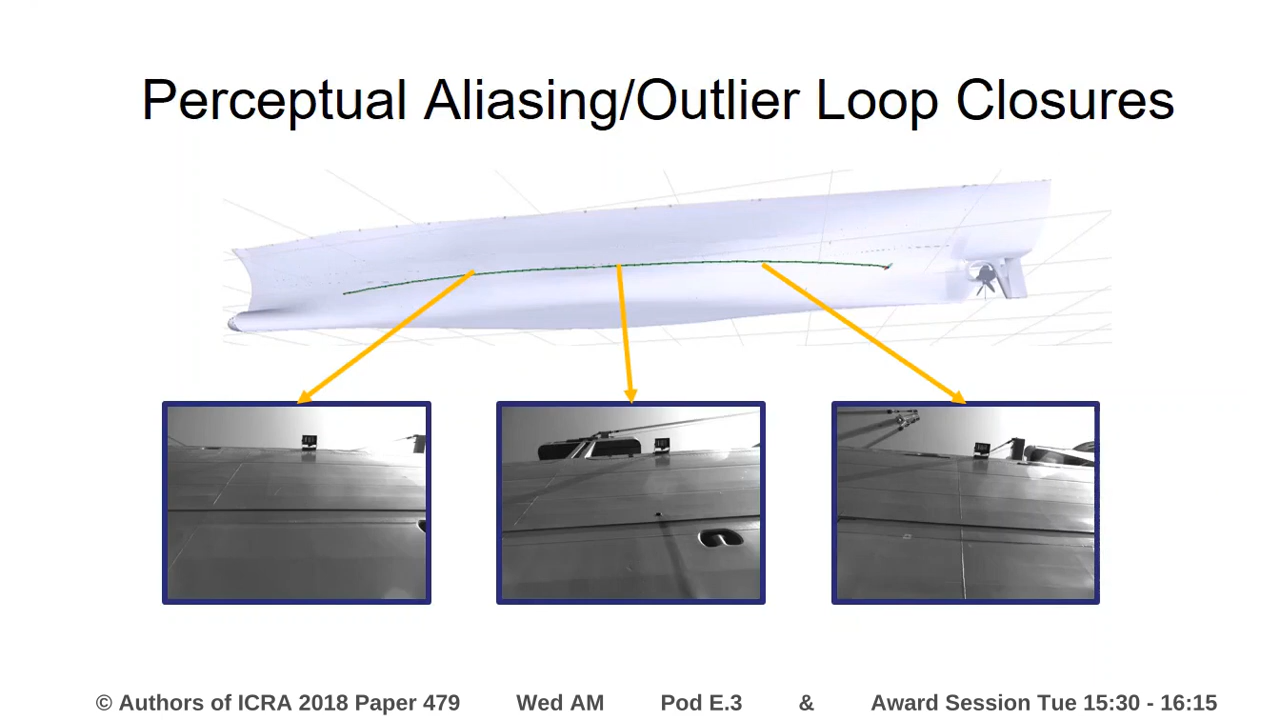 Perceptual Aliasing/Outlier Loop Closures
© Authors of ICRA 2018 Paper 479 Wed AM Pod E.3 & Award Session Tue 15:30 - 16:15